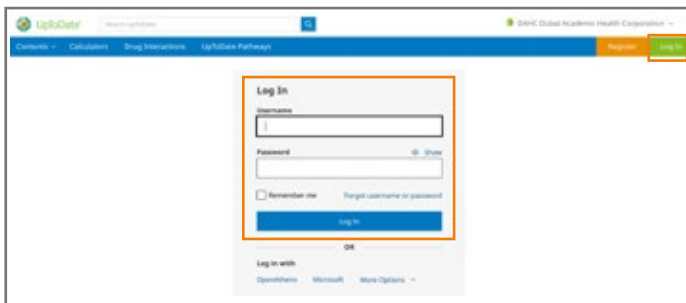 UpToDate
Search UpToDate
DAHC Dubai Academic Health Corporation
Contents Calculators Drug Interactions UpToDate Pathways
Register Log In
Log In
Username
Password Show
Remember me Forgot username or password
Log In
OR
Log in with
OpenAthens Microsoft More Options